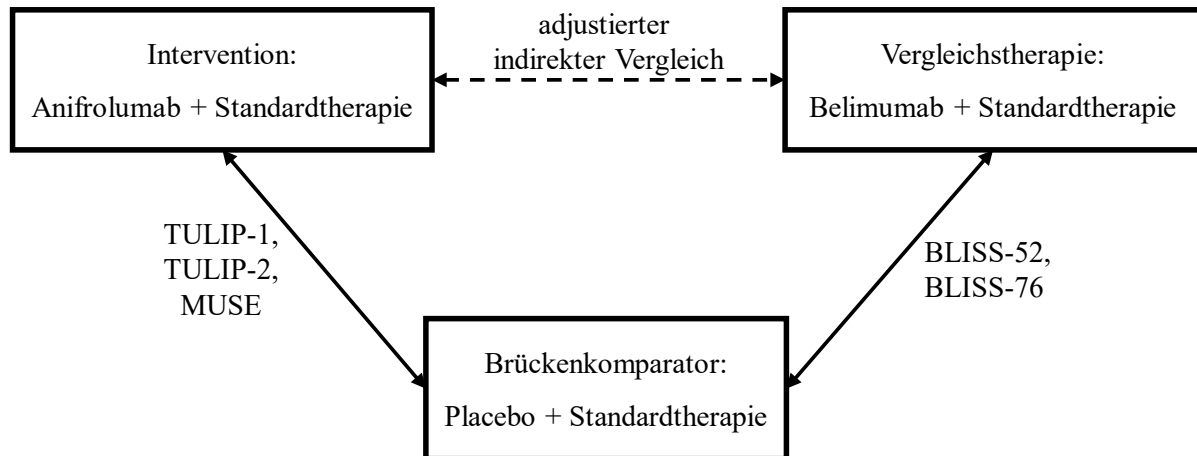 Intervention:
Anifrolumab + Standardtherapie
adjustierter
indirekter Vergleich
Vergleichstherapie:
Belimumab + Standardtherapie
TULIP-1,
TULIP-2,
MUSE
BLISS-52,
BLISS-76
Brückenkomparator:
Placebo + Standardtherapie